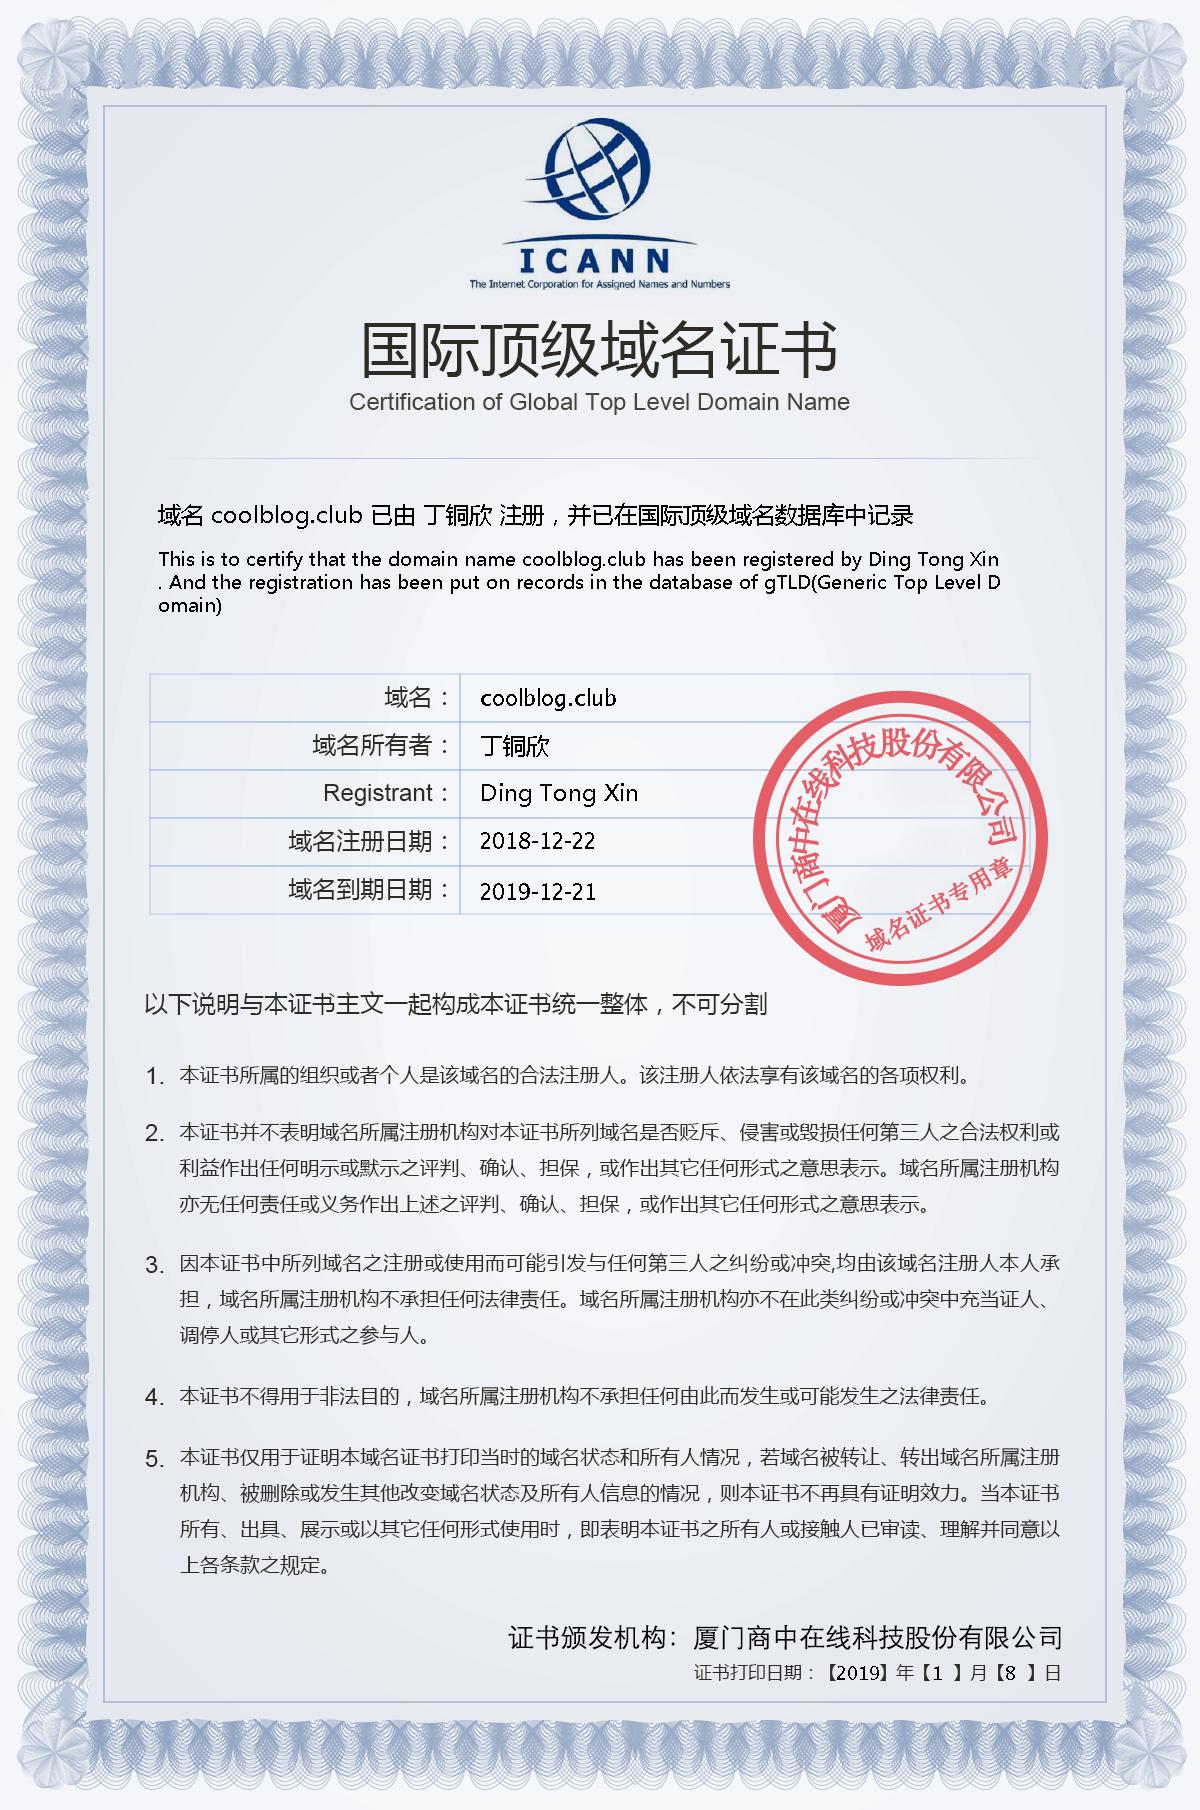 ICANN
The Internet Corporation for Assigned Names and Numbers
国际顶级域名证书
Certification of Global Top Level Domain Name
域名 coolblog.club 已由 丁铜欣 注册，并已在国际顶级域名数据库中记录
This is to certify that the domain name coolblog.club has been registered by Ding Tong Xin
. And the registration has been put on records in the database of gTLD(Generic Top Level D
omain)
域名： coolblog.club
域名所有者： 丁铜欣
Registrant： Ding Tong Xin
域名注册日期： 2018-12-22
域名到期日期： 2019-12-21
厦门商中在线科技股份有限公司
域名证书专用章
以下说明与本证书主文一起构成本证书统一整体，不可分割
1. 本证书所属的组织或者个人是该域名的合法注册人。该注册人依法享有该域名的各项权利。
2. 本证书并不表明域名所属注册机构对本证书所列域名是否贬斥、侵害或毁损任何第三人之合法权利或
利益作出任何明示或默示之评判、确认、担保，或作出其它任何形式之意思表示。域名所属注册机构
亦无任何责任或义务作出上述之评判、确认、担保，或作出其它任何形式之意思表示。
3. 因本证书中所列域名之注册或使用而可能引发与任何第三人之纠纷或冲突,均由该域名注册人本人承
担，域名所属注册机构不承担任何法律责任。域名所属注册机构亦不在此类纠纷或冲突中充当证人、
调停人或其它形式之参与人。
4. 本证书不得用于非法目的，域名所属注册机构不承担任何由此而发生或可能发生之法律责任。
5. 本证书仅用于证明本域名证书打印当时的域名状态和所有人情况，若域名被转让、转出域名所属注册
机构、被删除或发生其他改变域名状态及所有人信息的情况，则本证书不再具有证明效力。当本证书
所有、出具、展示或以其它任何形式使用时，即表明本证书之所有人或接触人已审读、理解并同意以
上各条款之规定。
证书颁发机构：厦门商中在线科技股份有限公司
证书打印日期：【2019】年【1 】月【8 】日